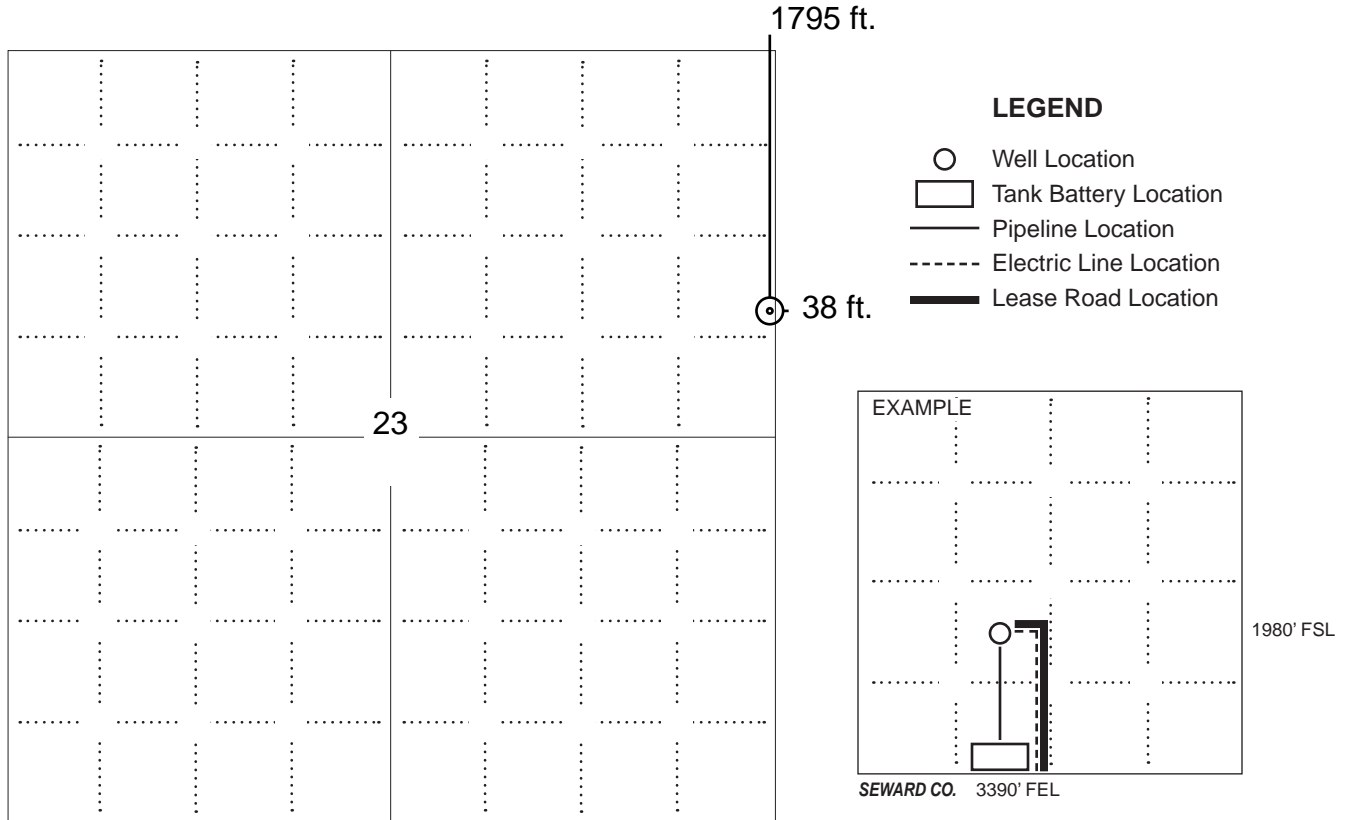 1795 ft.
LEGEND
Well Location
Tank Battery Location
Pipeline Location
Electric Line Location
Lease Road Location
38 ft.
23
EXAMPLE
1980’ FSL
SEWARD CO. 3390’ FEL